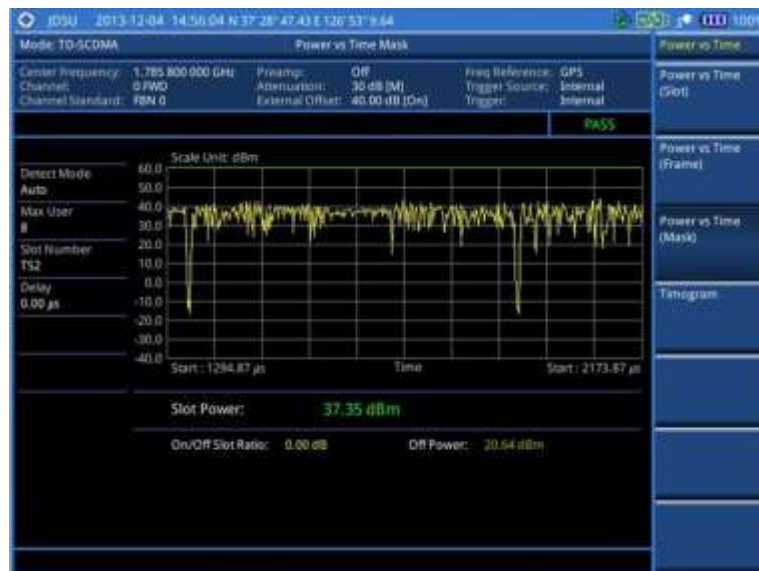 JDSU 2013-12-04 14:56:04 N 37° 28' 47.43 E 126° 53' 9.64 100%
Mode: TD-SCDMA Power vs Time Mask
Power vs Time
Center Frequency: 1.785 800 000 GHz Preamp: Off Freq Reference: GPS
Channel: 0 FWD Attenuation: 30 dB [M] Trigger Source: Internal
Channel Standard: FBN 0 External Offset: 40.00 dB [On] Trigger: Internal
PASS
Power vs Time
(Slot)
Power vs Time
(Frame)
Power vs Time
(Mask)
Timogram
Detect Mode
Auto
Max User
8
Slot Number
TS2
Delay
0.00 µs
Scale Unit: dBm
60.0
50.0
40.0
30.0
20.0
10.0
0.0
-10.0
-20.0
-30.0
-40.0
Start : 1294.87 µs Time Start : 2173.87 µs
Slot Power: 37.35 dBm
On/Off Slot Ratio: 0.00 dB Off Power: 20.64 dBm